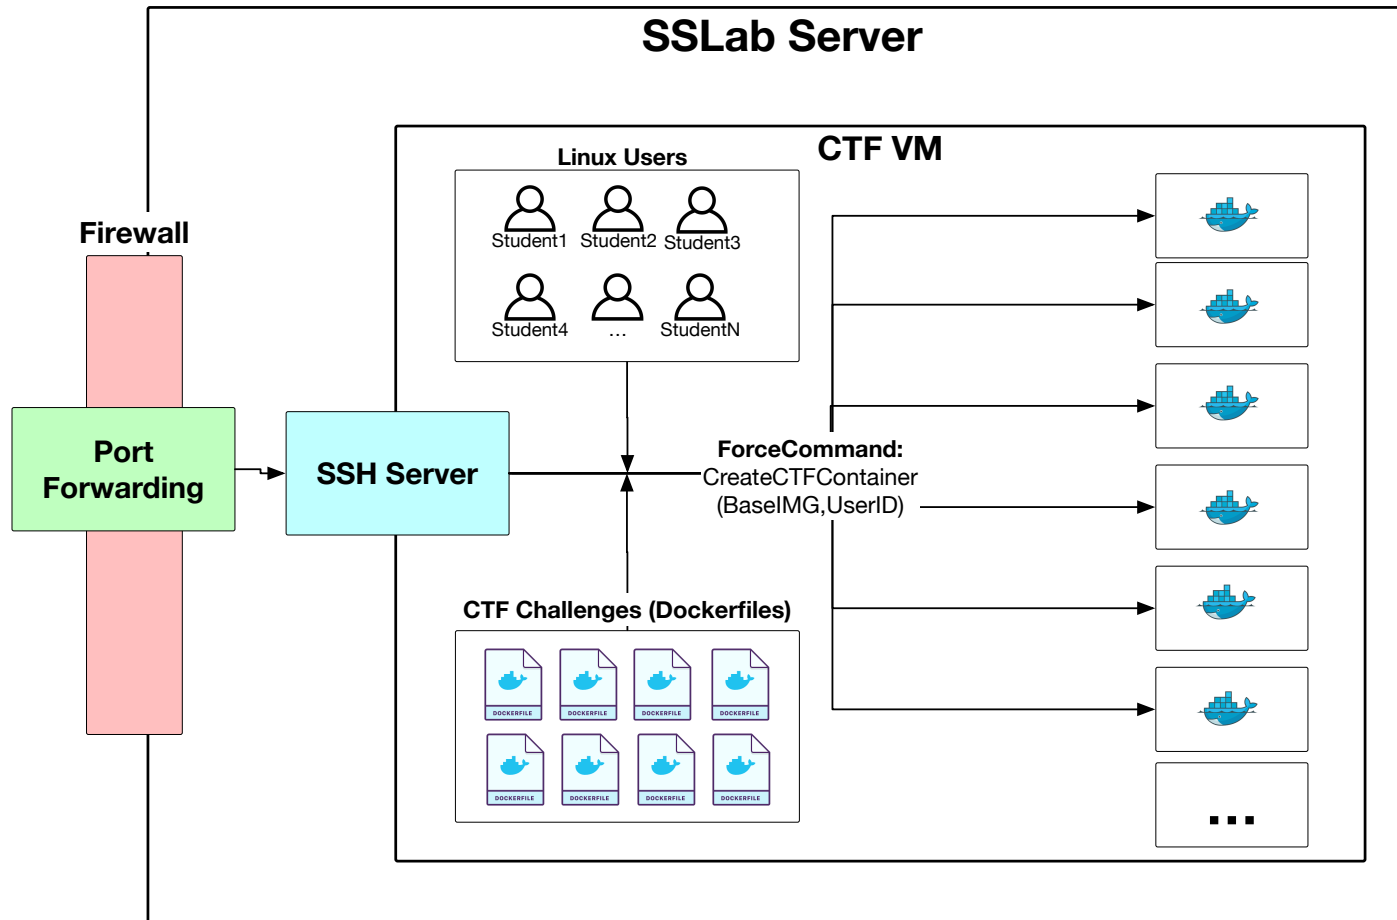 SSLab Server
CTF VM
Linux Users
Student1
Student2
Student3
Student4
...
StudentN
Firewall
Port
Forwarding
SSH Server
ForceCommand:
CreateCTFContainer
(BaseIMG,UserID)
CTF Challenges (Dockerfiles)
DOCKERFILE
DOCKERFILE
DOCKERFILE
DOCKERFILE
DOCKERFILE
DOCKERFILE
DOCKERFILE
DOCKERFILE
...